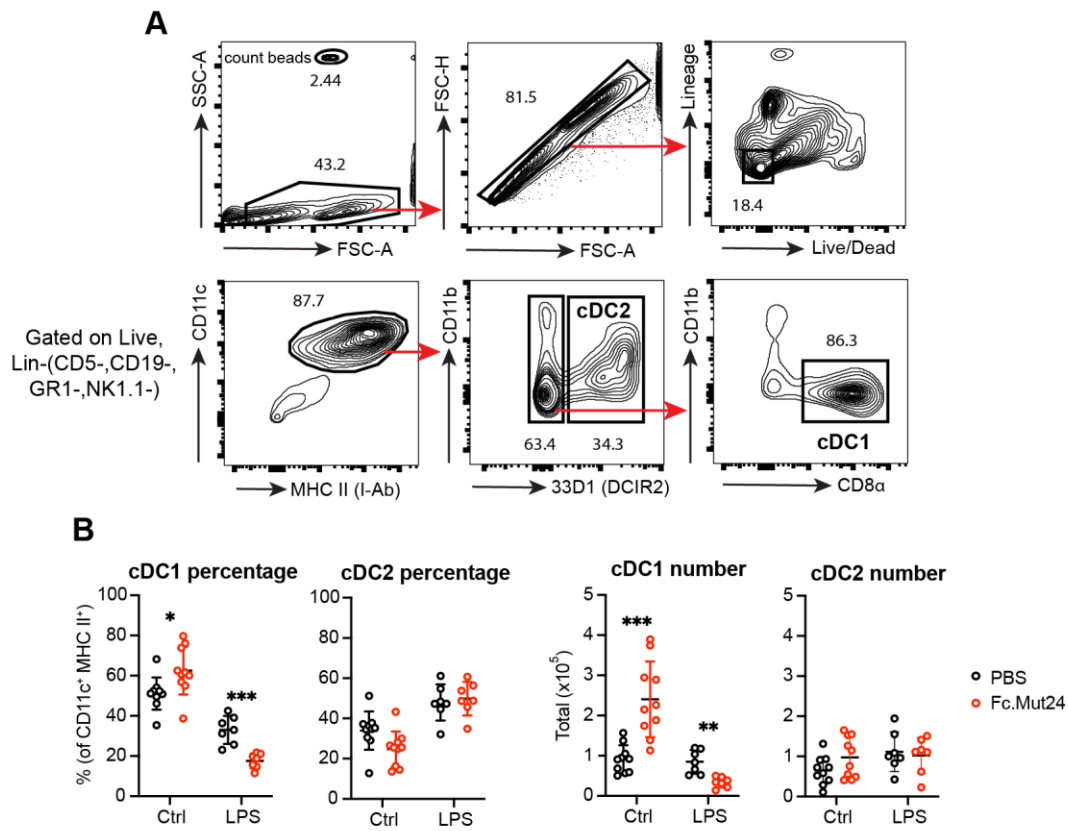 A
SSC-A
count beads
2.44
43.2
FSC-A
FSC-H
81.5
FSC-A
Lineage
18.4
Live/Dead
Gated on Live,
Lin-(CD5-,CD19-,
GR1-,NK1.1-)
CD11c
87.7
MHC II (I-Ab)
CD11b
cDC2
63.4
34.3
33D1 (DCIR2)
CD11b
86.3
cDC1
CD8α
B
cDC1 percentage
% (of CD11c⁺ MHC II⁺)
100
80
60
40
20
0
*
***
Ctrl
LPS
cDC2 percentage
100
80
60
40
20
0
Ctrl
LPS
cDC1 number
Total (x10⁵)
5
4
3
2
1
0
***
**
Ctrl
LPS
cDC2 number
5
4
3
2
1
0
Ctrl
LPS
PBS
Fc.Mut24